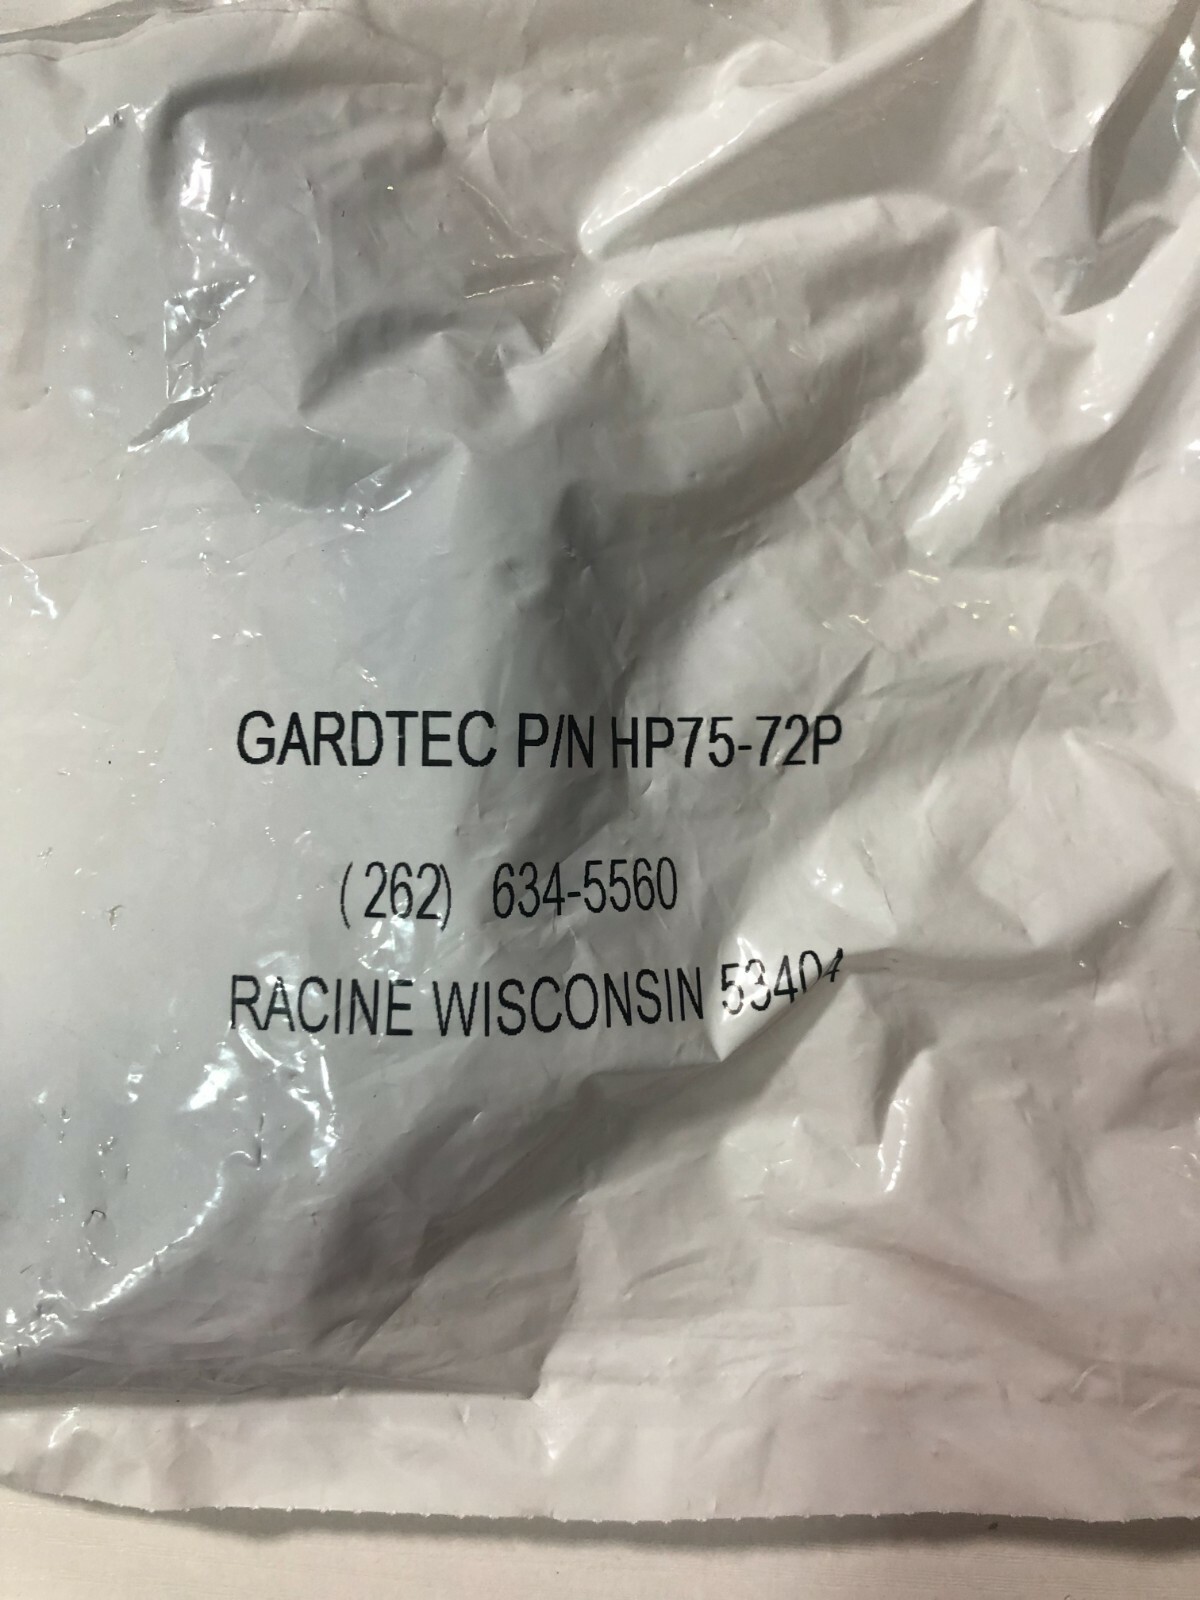 GARDTEC P/N HP75-72P
(262) 634-5560
RACINE WISCONSIN 53404